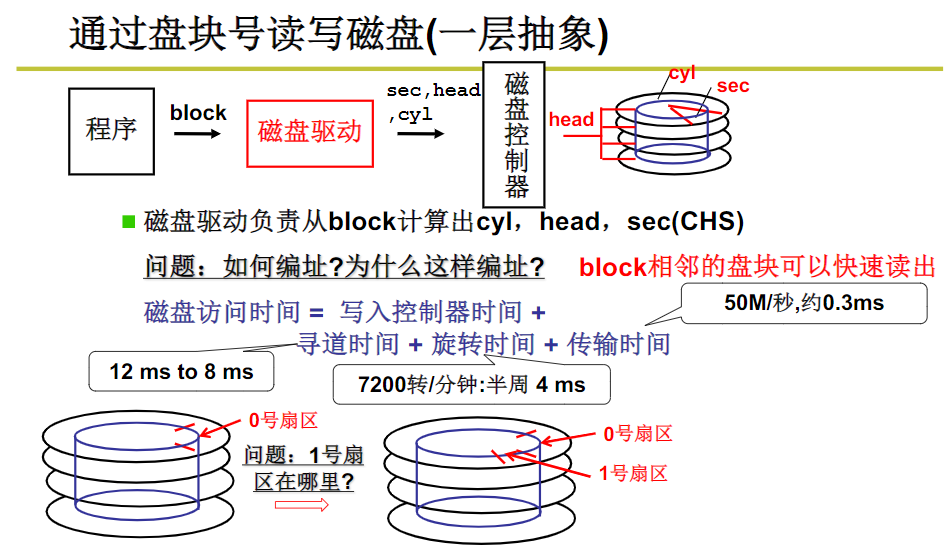 通过盘块号读写磁盘(一层抽象)
程序
block
磁盘驱动
sec,head
,cyl
磁盘控制器
head
cyl
sec
磁盘驱动负责从block计算出cyl，head，sec(CHS)
问题：如何编址?为什么这样编址?
block相邻的盘块可以快速读出
磁盘访问时间 = 写入控制器时间 +
寻道时间 + 旋转时间 + 传输时间
50M/秒,约0.3ms
12 ms to 8 ms
7200转/分钟:半周 4 ms
0号扇区
问题：1号扇
区在哪里?
0号扇区
1号扇区